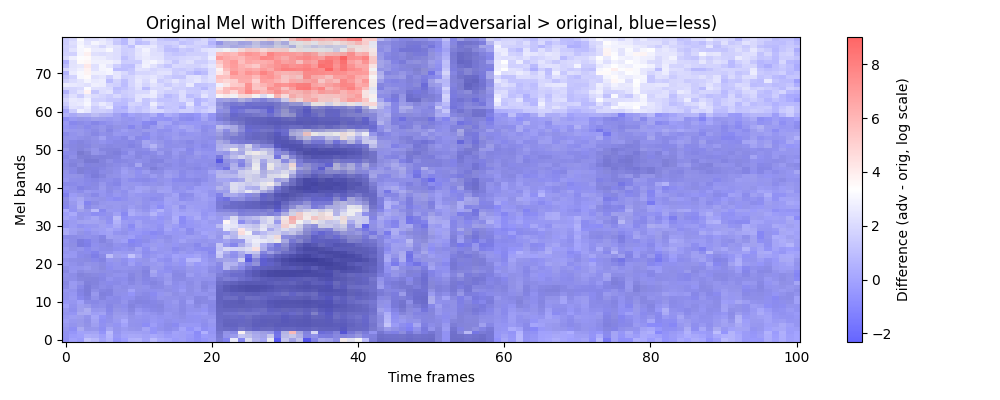 Original Mel with Differences (red=adversarial > original, blue=less)
Mel bands
70
60
50
40
30
20
10
0
0 20 40 60 80 100
Time frames
8
6
4
2
0
−2
Difference (adv - orig, log scale)